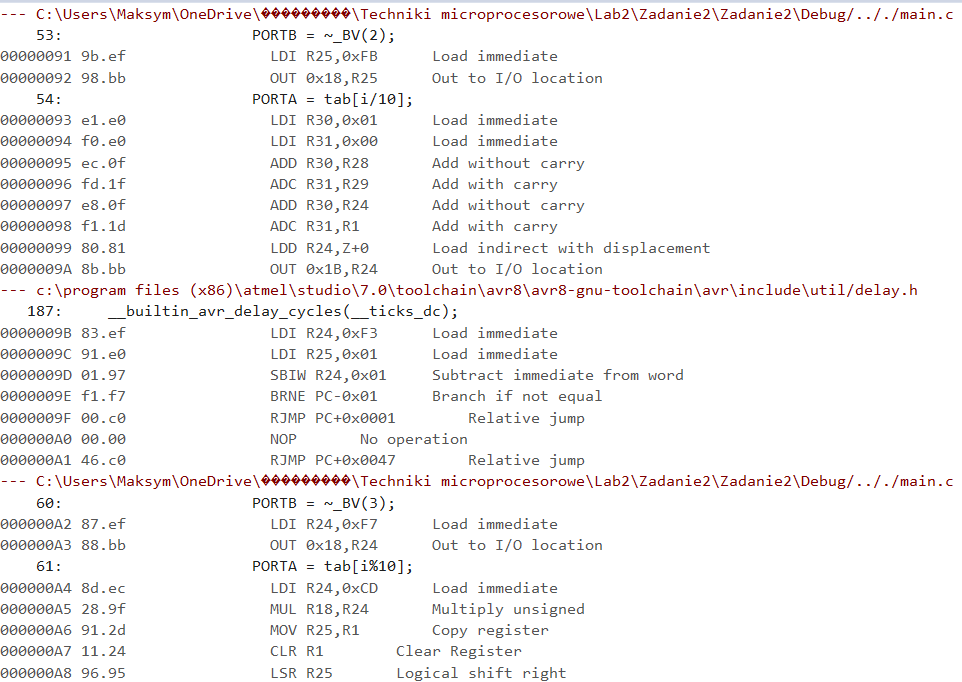 --- C:\Users\Maksym\OneDrive\���������\Techniki microprocesorowe\Lab2\Zadanie2\Zadanie2\Debug/.././main.c
53: PORTB = ~_BV(2);
00000091 9b.ef LDI R25,0xFB Load immediate
00000092 98.bb OUT 0x18,R25 Out to I/O location
54: PORTA = tab[i/10];
00000093 e1.e0 LDI R30,0x01 Load immediate
00000094 f0.e0 LDI R31,0x00 Load immediate
00000095 ec.0f ADD R30,R28 Add without carry
00000096 fd.1f ADC R31,R29 Add with carry
00000097 e8.0f ADD R30,R24 Add without carry
00000098 f1.1d ADC R31,R1 Add with carry
00000099 80.81 LDD R24,Z+0 Load indirect with displacement
0000009A 8b.bb OUT 0x1B,R24 Out to I/O location
--- c:\program files (x86)\atmel\studio\7.0\toolchain\avr8\avr8-gnu-toolchain\avr\include\util/delay.h
187: __builtin_avr_delay_cycles(__ticks_dc);
0000009B 83.ef LDI R24,0xF3 Load immediate
0000009C 91.e0 LDI R25,0x01 Load immediate
0000009D 01.97 SBIW R24,0x01 Subtract immediate from word
0000009E f1.f7 BRNE PC-0x01 Branch if not equal
0000009F 00.c0 RJMP PC+0x0001 Relative jump
000000A0 00.00 NOP No operation
000000A1 46.c0 RJMP PC+0x0047 Relative jump
--- C:\Users\Maksym\OneDrive\���������\Techniki microprocesorowe\Lab2\Zadanie2\Zadanie2\Debug/.././main.c
60: PORTB = ~_BV(3);
000000A2 87.ef LDI R24,0xF7 Load immediate
000000A3 88.bb OUT 0x18,R24 Out to I/O location
61: PORTA = tab[i%10];
000000A4 8d.ec LDI R24,0xCD Load immediate
000000A5 28.9f MUL R18,R24 Multiply unsigned
000000A6 91.2d MOV R25,R1 Copy register
000000A7 11.24 CLR R1 Clear Register
000000A8 96.95 LSR R25 Logical shift right